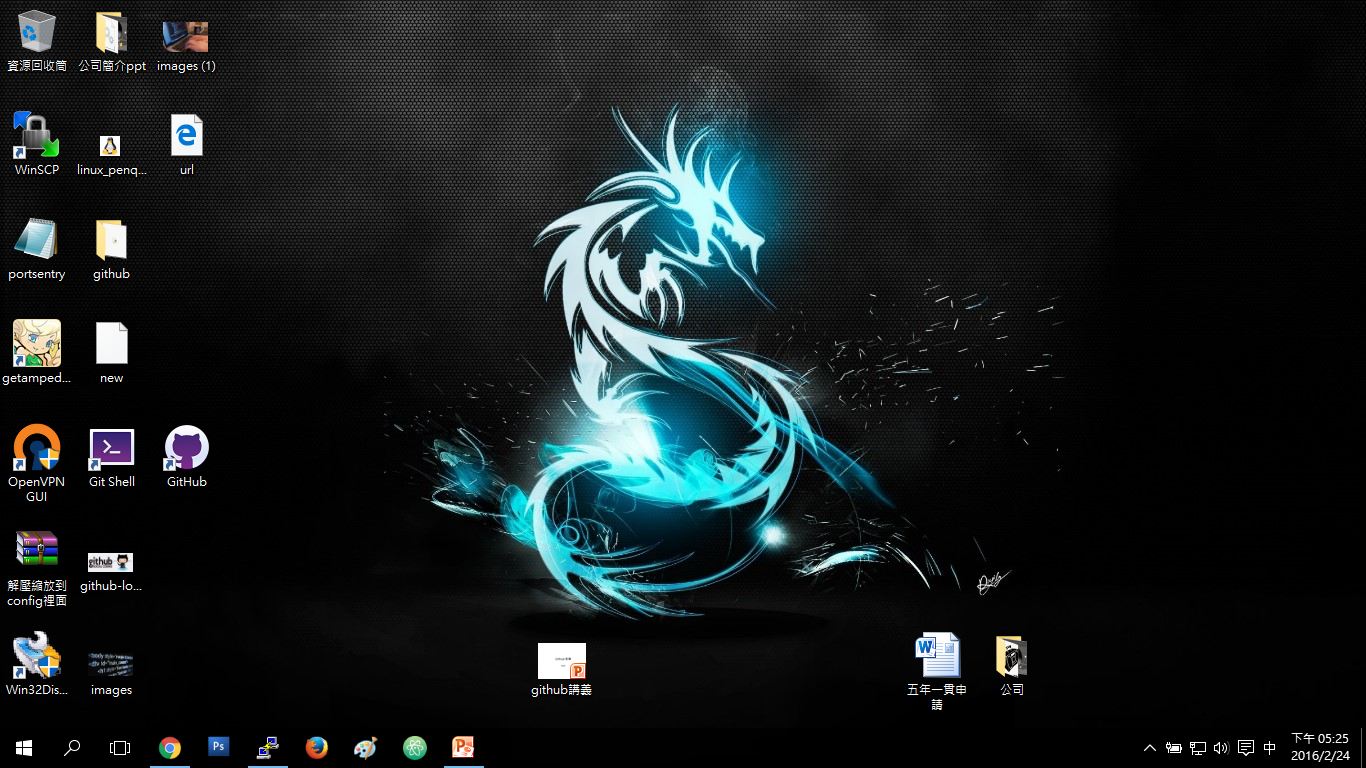 資源回收筒
公司簡介ppt
images (1)
WinSCP
linux_penq...
url
portsentry
github
getamped...
new
OpenVPN
GUI
Git Shell
GitHub
解壓縮放到
config裡面
github-lo...
Win32Dis...
images
github講義
五年一貫申
請
公司
Ps
中
下午 05:25
2016/2/24